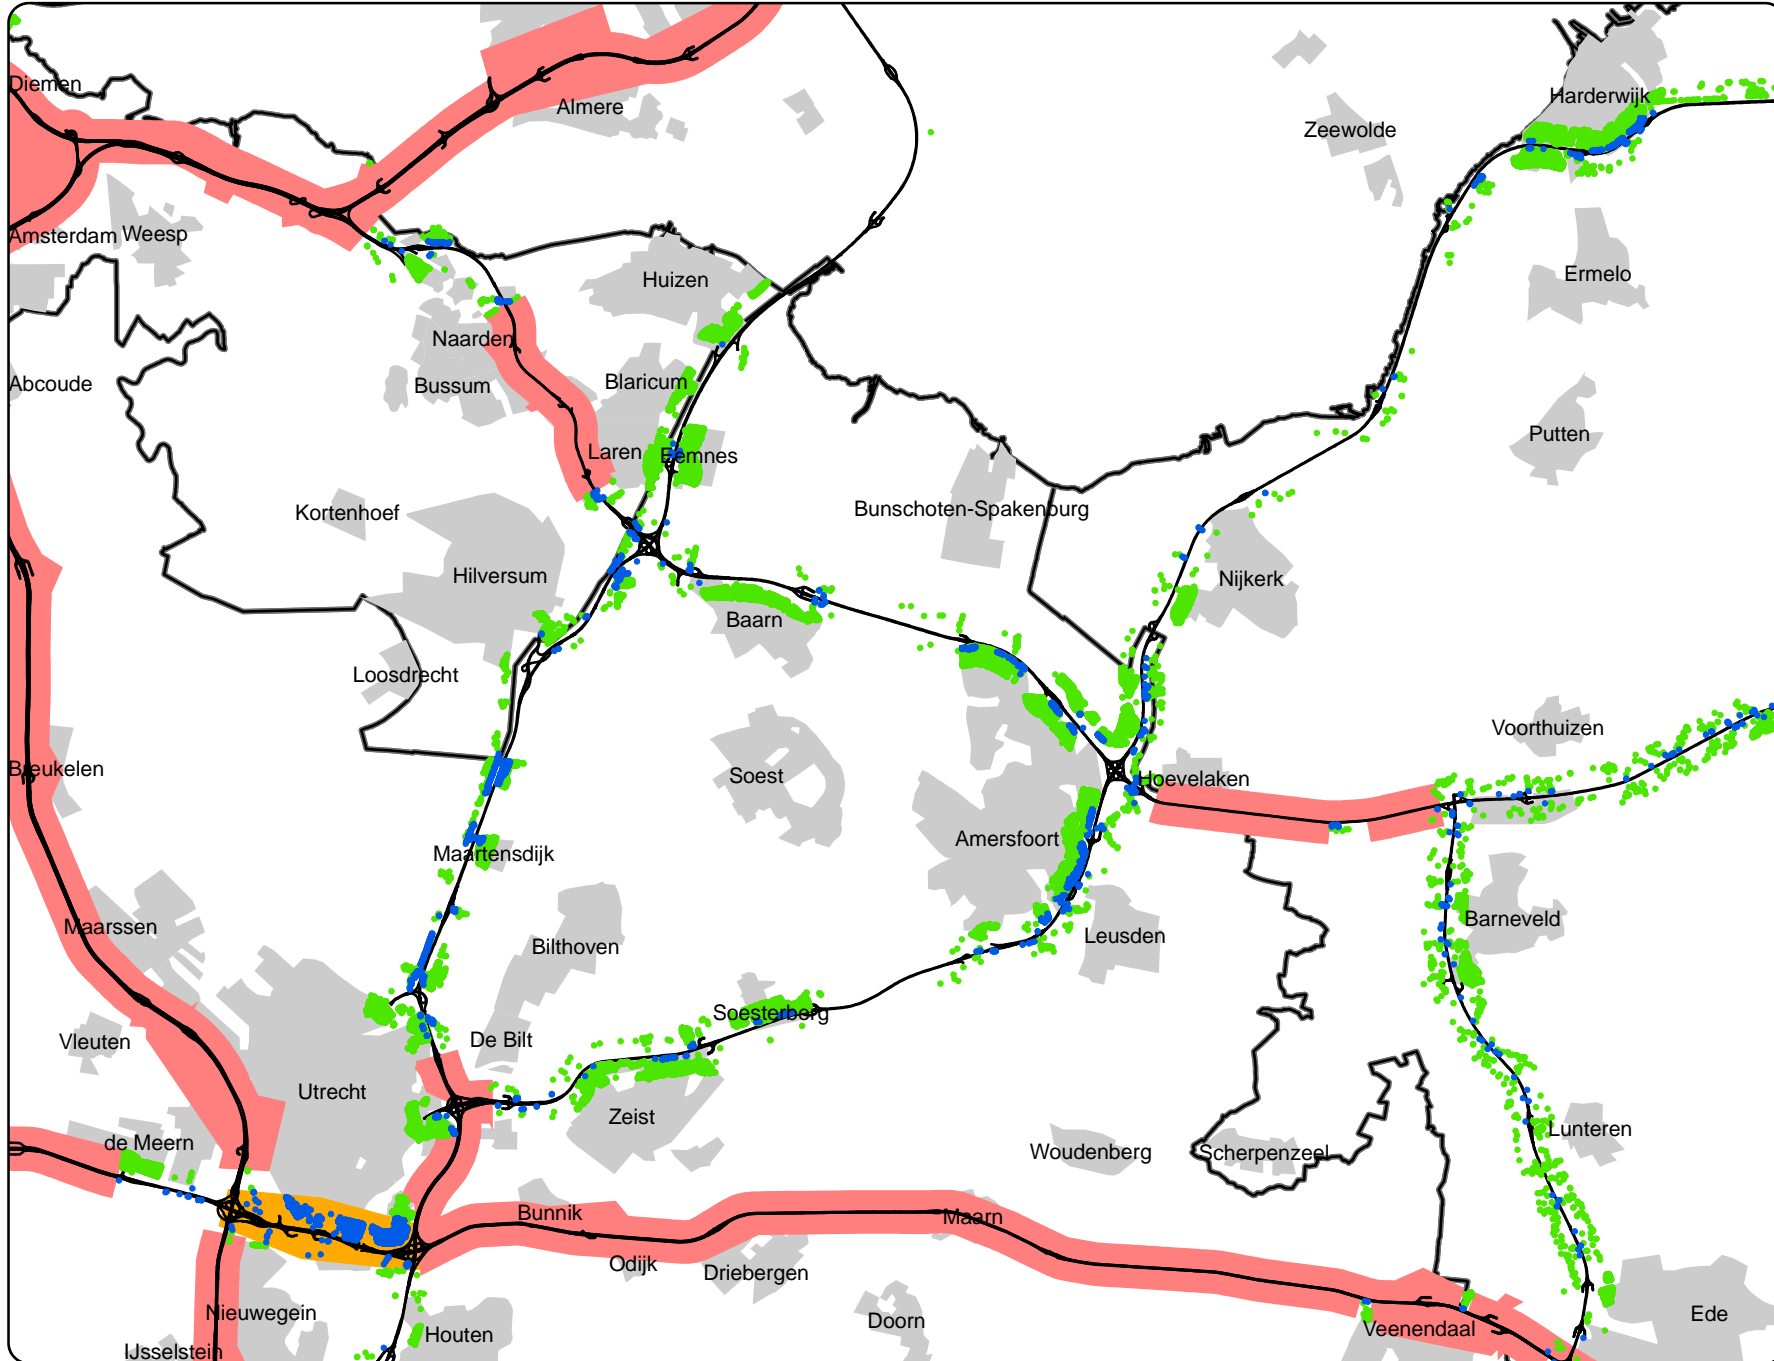 Diemen
Almere
Harderwijk
Zeewolde
Amsterdam
Weesp
Huizen
Ermelo
Naarden
Abcoude
Bussum
Blaricum
Putten
Laren
Eemnes
Kortenhoef
Bunschoten-Spakenburg
Hilversum
Nijkerk
Baarn
Loosdrecht
Voorthuizen
Breukelen
Soest
Hoevelaken
Amersfoort
Maartensdijk
Maarssen
Barneveld
Bilthoven
Leusden
Soesterberg
Vleuten
De Bilt
Utrecht
Zeist
Lunteren
de Meern
Woudenberg
Scherpenzeel
Bunnik
Maarn
Odijk
Driebergen
Nieuwegein
Ede
Doorn
Veenendaal
Houten
IJsselstein